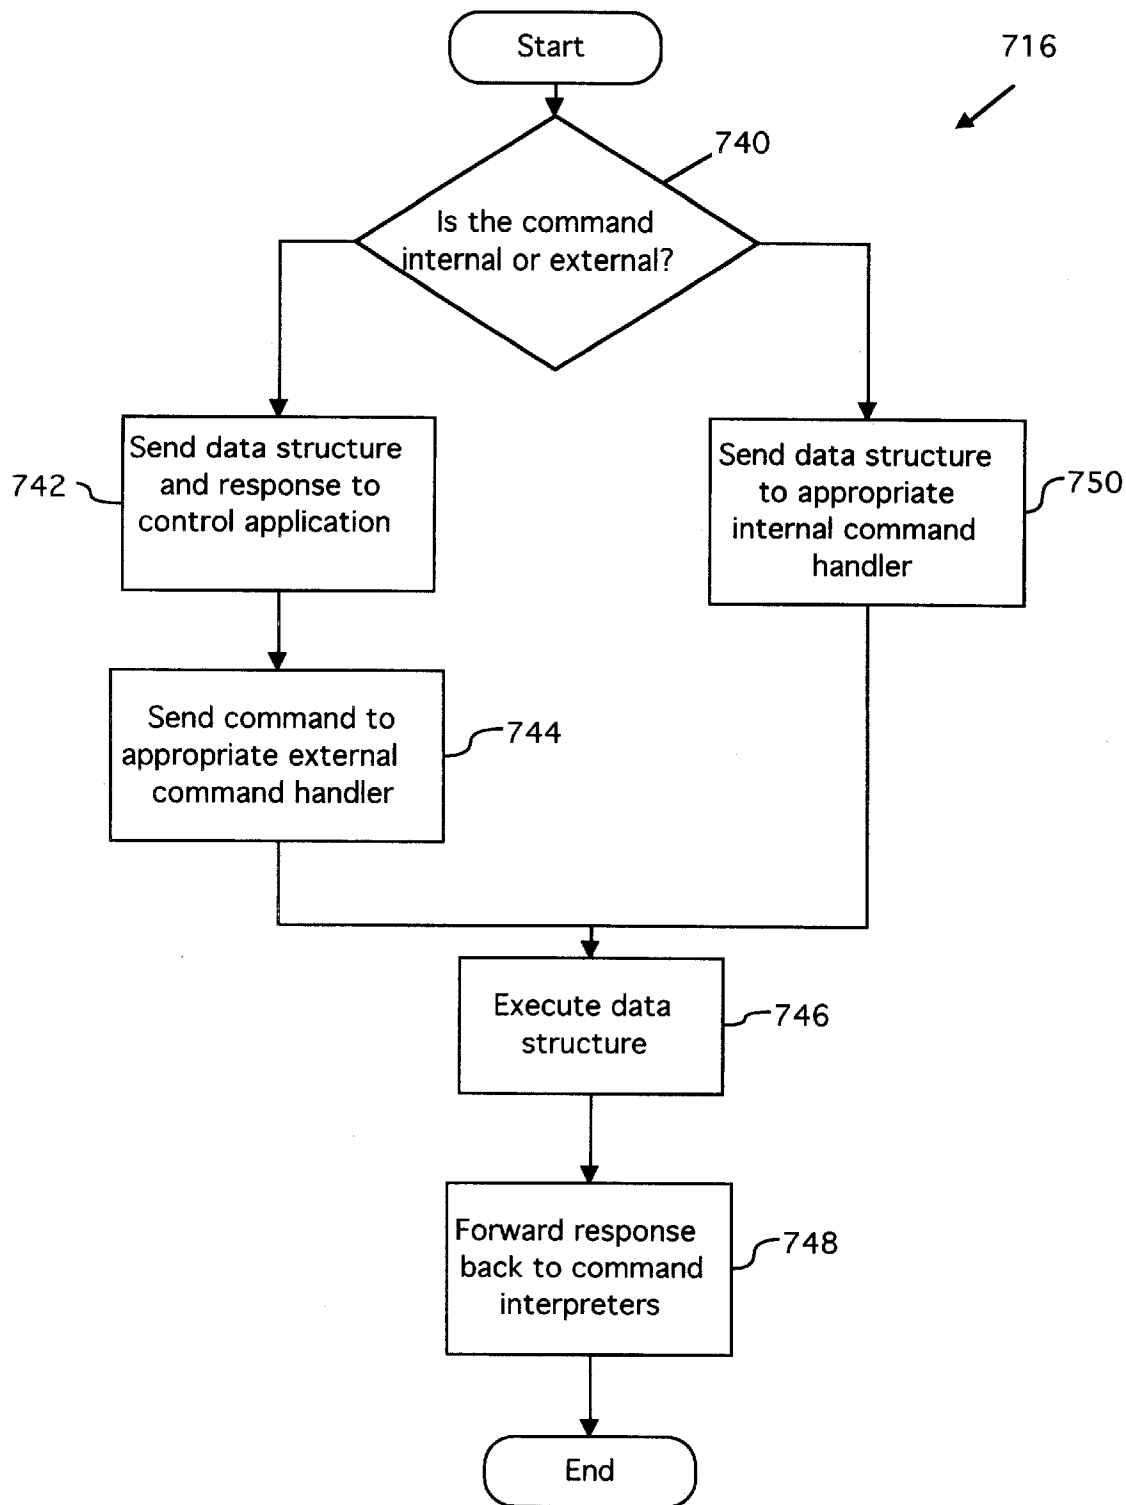 Start
716
740
Is the command
internal or external?
Send data structure
and response to
control application
742
Send data structure
to appropriate
internal command
handler
750
Send command to
appropriate external
command handler
744
Execute data
structure
746
Forward response
back to command
interpreters
748
End